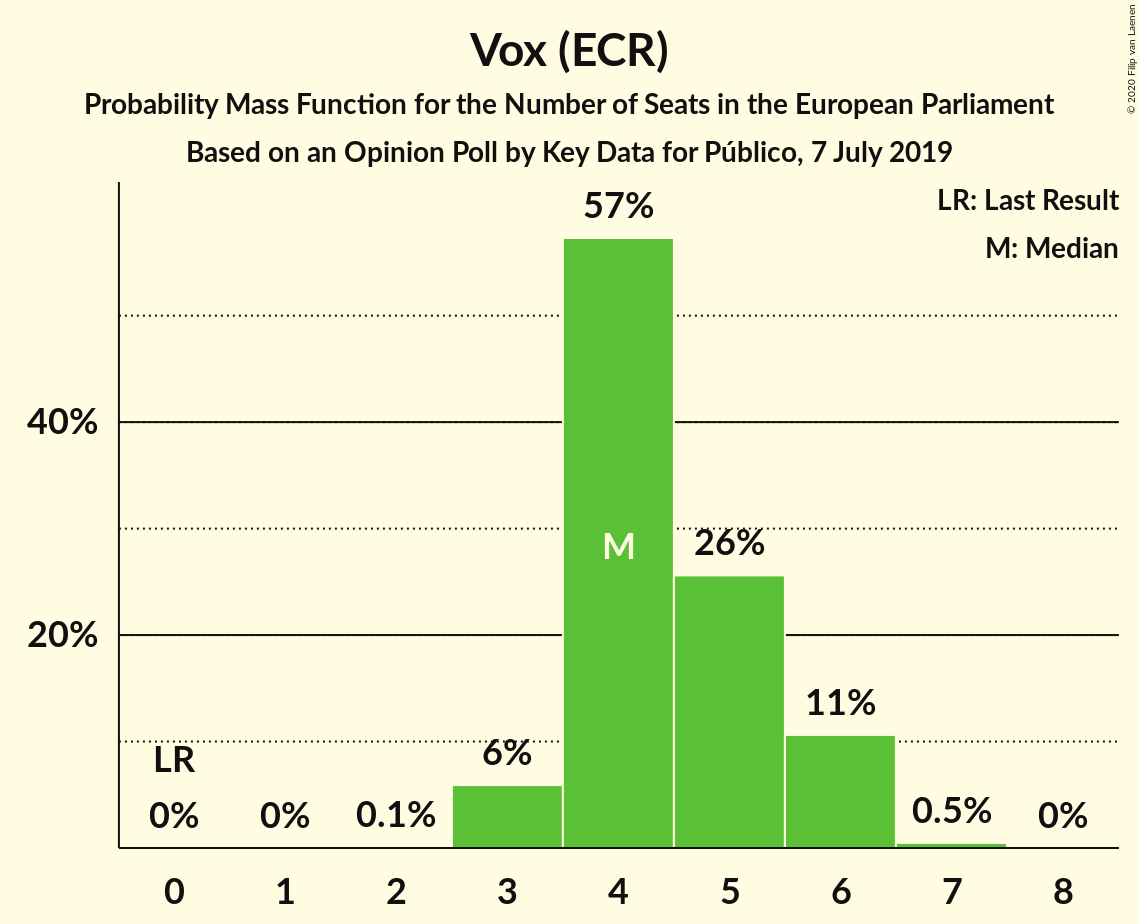 Vox (ECR)
Probability Mass Function for the Number of Seats in the European Parliament
Based on an Opinion Poll by Key Data for Público, 7 July 2019
© 2020 Filip van Laenen
LR: Last Result
M: Median
57%
40%
M
26%
20%
11%
LR
6%
0%
0%
0.1%
0.5%
0%
0 1 2 3 4 5 6 7 8